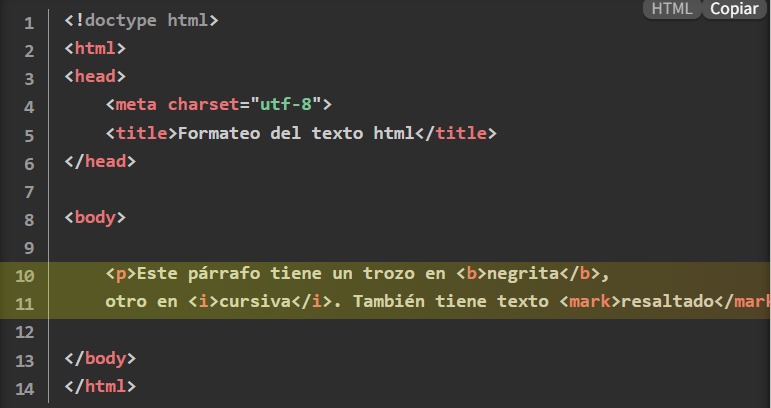 HTML Copiar
1 <!doctype html>
2 <html>
3 <head>
4 <meta charset="utf-8">
5 <title>Formateo del texto html</title>
6 </head>
7
8 <body>
9
10 <p>Este párrafo tiene un trozo en <b>negrita</b>,
11 otro en <i>cursiva</i>. También tiene texto <mark>resaltado</mark
12
13 </body>
14 </html>